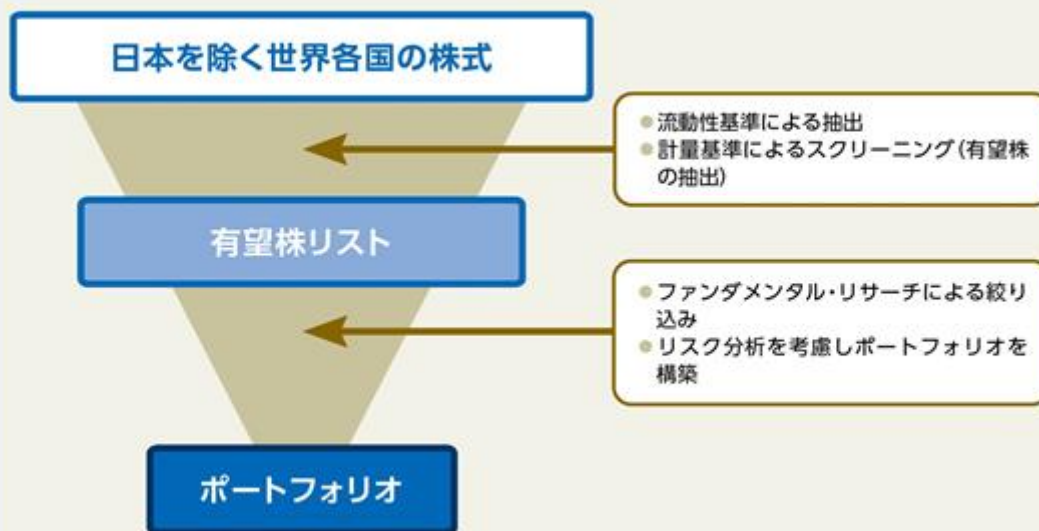 日本を除く世界各国の株式
●流動性基準による抽出
●計量基準によるスクリーニング(有望株
の抽出)
有望株リスト
●ファンダメンタル・リサーチによる絞り
込み
●リスク分析を考慮しポートフォリオを
構築
ポートフォリオ